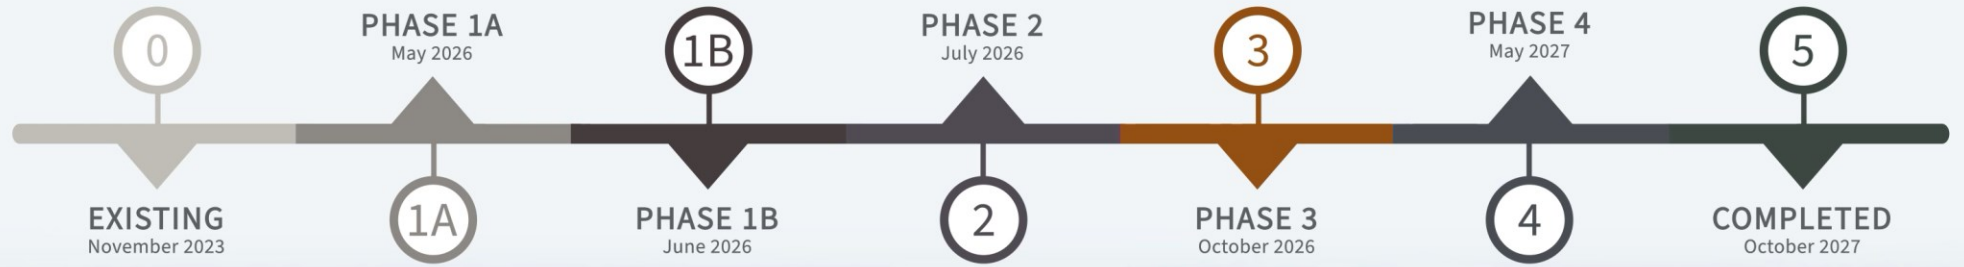 0
EXISTING
November 2023
PHASE 1A
May 2026
1A
1B
PHASE 1B
June 2026
PHASE 2
July 2026
2
3
PHASE 3
October 2026
PHASE 4
May 2027
4
5
COMPLETED
October 2027